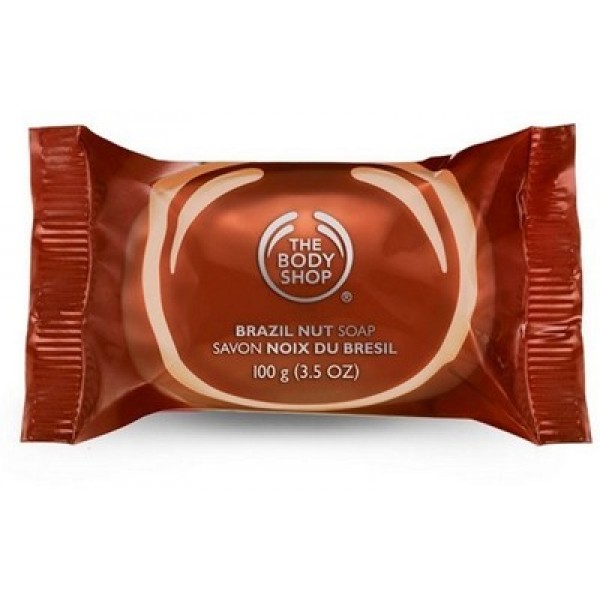 THE
BODY
SHOP
®
BRAZIL NUT SOAP
SAVON NOIX DU BRESIL
100 g (3.5 OZ)